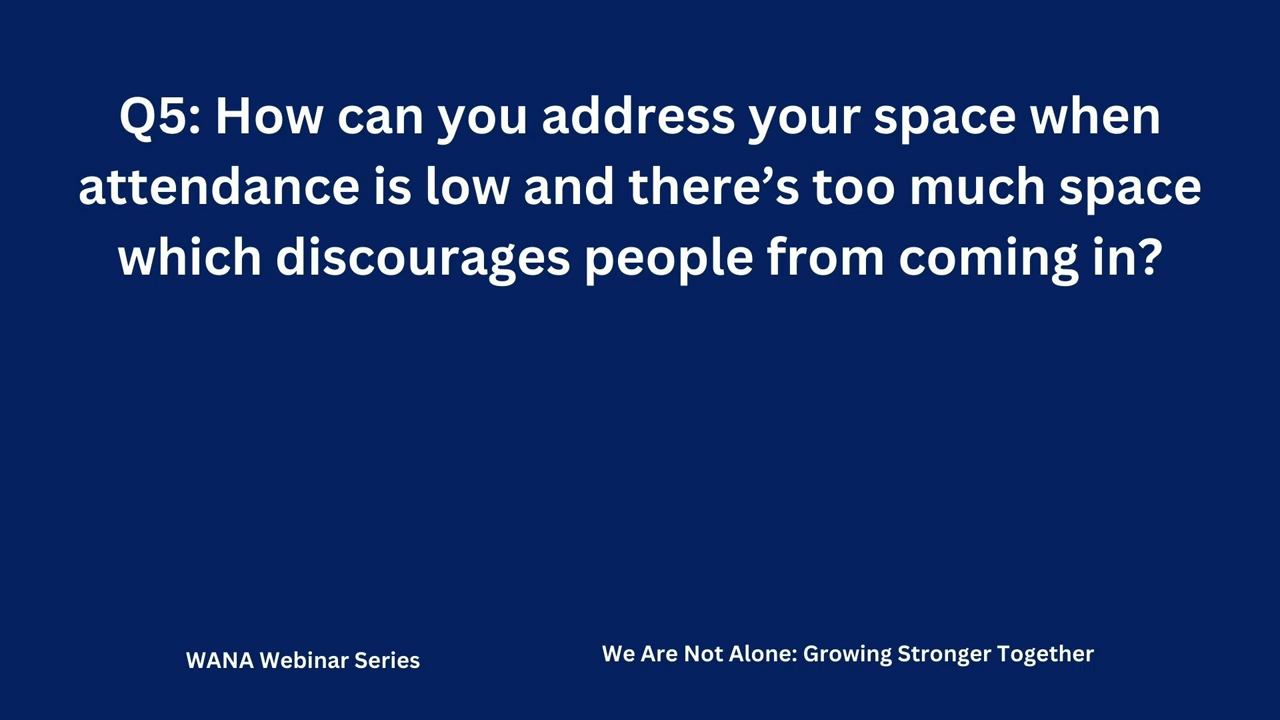 Q5: How can you address your space when
attendance is low and there’s too much space
which discourages people from coming in?
WANA Webinar Series
We Are Not Alone: Growing Stronger Together